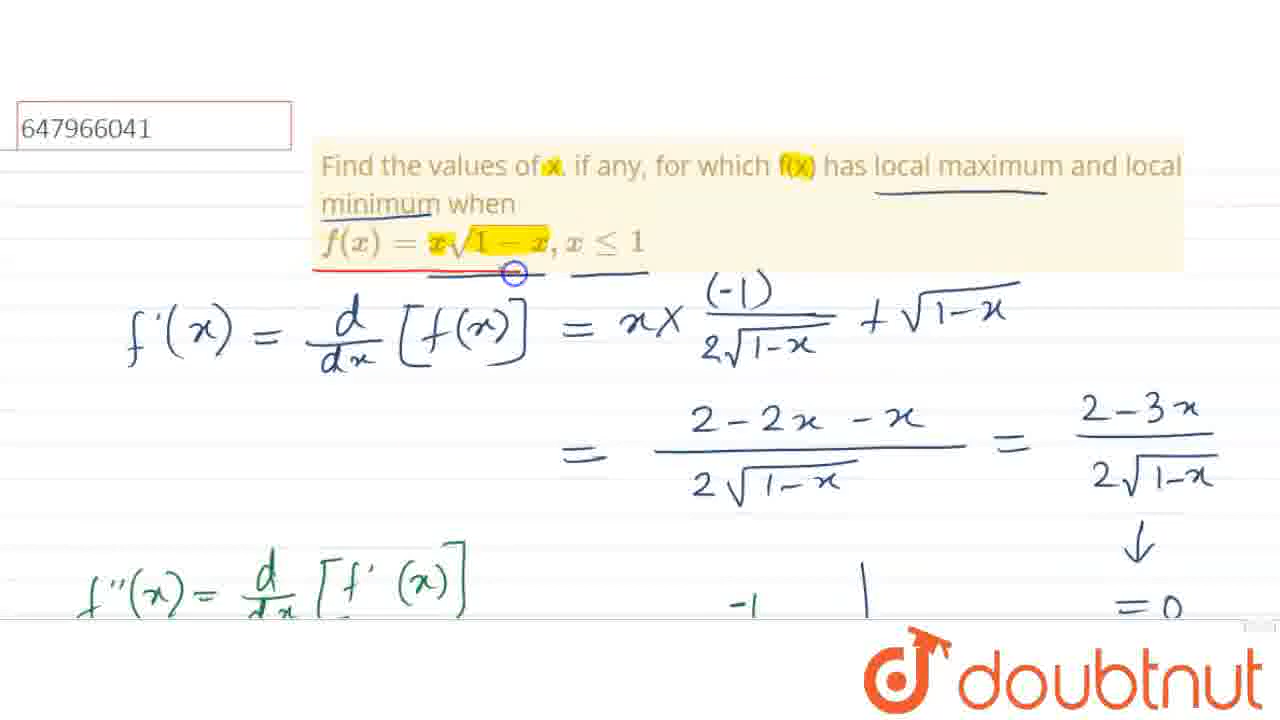 647966041
Find the values of x. if any, for which f(x) has local maximum and local
minimum when
f(x) = x√1 − x, x ≤ 1
f'(x) = d/dx [f(x)] = x × (-1)/2√1-x + √1-x
= 2-2x-x/2√1-x = 2-3x/2√1-x
↓
f''(x) = d/dx [f'(x)]
-1
= 0
doubtnut